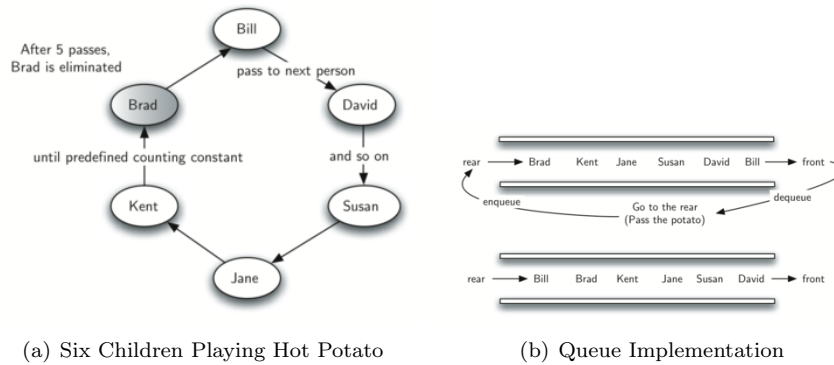 Bill
After 5 passes,
Brad is eliminated
pass to next person
Brad
David
until predefined counting constant
and so on
Kent
Susan
Jane
(a) Six Children Playing Hot Potato
rear Brad Kent Jane Susan David Bill front
enqueue
dequeue
Go to the rear
(Pass the potato)
rear Bill Brad Kent Jane Susan David front
(b) Queue Implementation